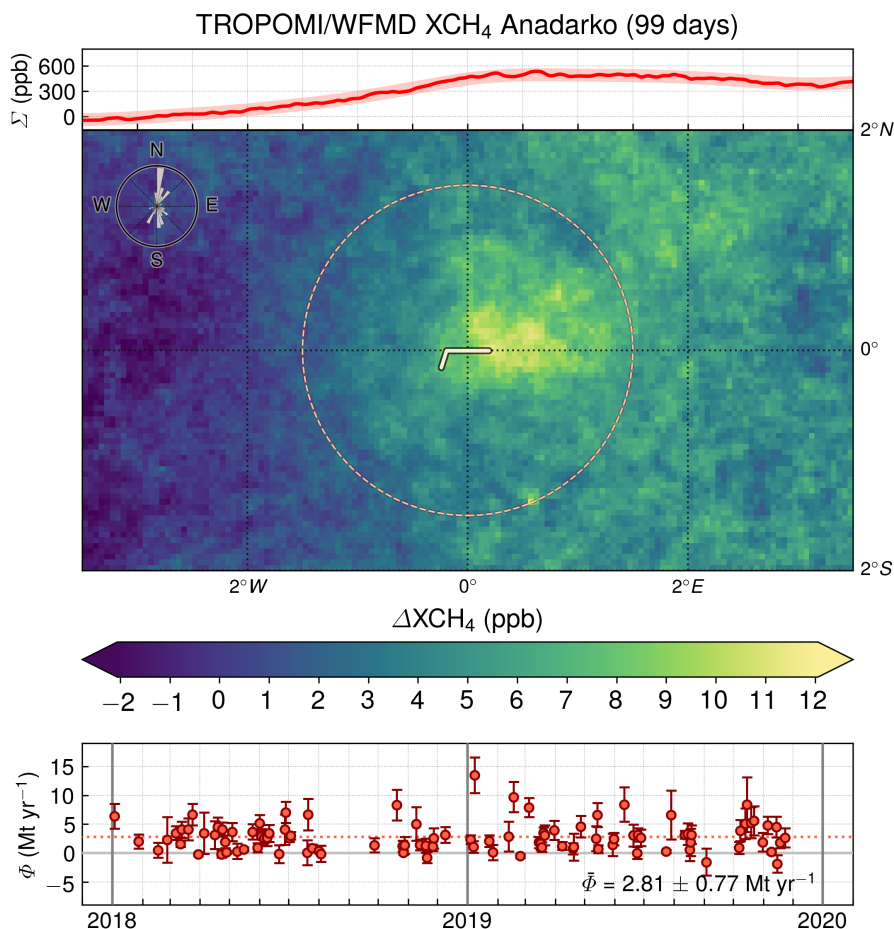 TROPOMI/WFMD XCH₄ Anadarko (99 days)
Σ (ppb)
600
300
0
2°N
N
W E
S
0°
2°S
2°W 0° 2°E
ΔXCH₄ (ppb)
−2 −1 0 1 2 3 4 5 6 7 8 9 10 11 12
Φ (Mt yr⁻¹)
15
10
5
0
−5
Φ̄ = 2.81 ± 0.77 Mt yr⁻¹
2018 2019 2020